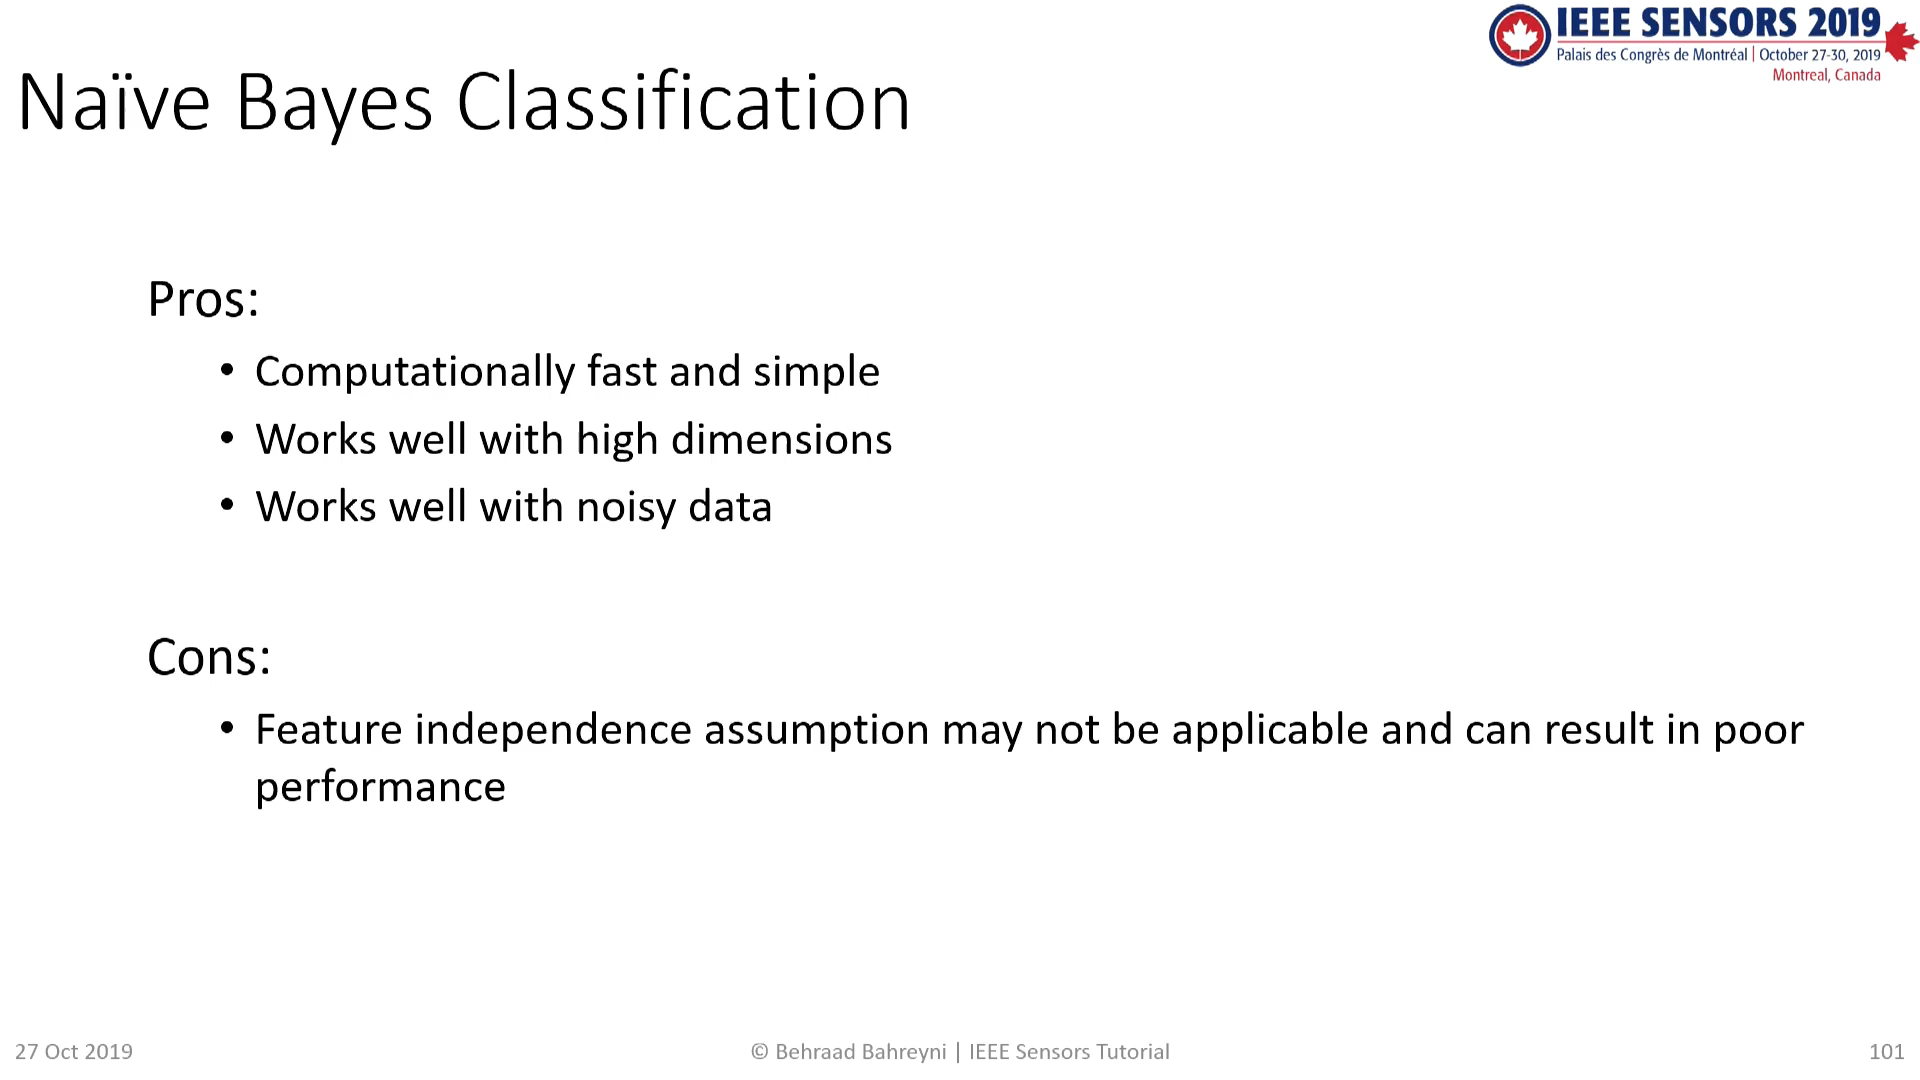 IEEE SENSORS 2019
Palais des Congrès de Montréal | October 27-30, 2019
Montreal, Canada
Naïve Bayes Classification
Pros:
• Computationally fast and simple
• Works well with high dimensions
• Works well with noisy data
Cons:
• Feature independence assumption may not be applicable and can result in poor
performance
27 Oct 2019
© Behraad Bahreyni | IEEE Sensors Tutorial
101